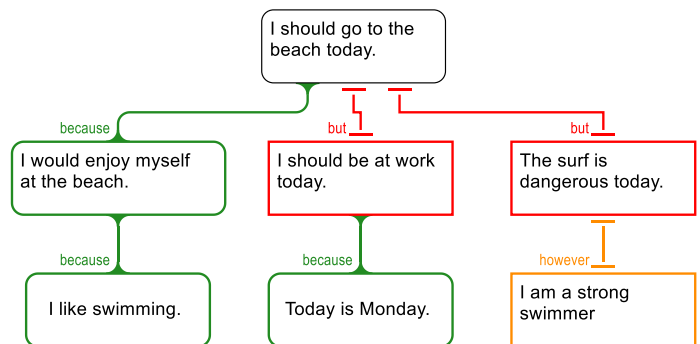 I should go to the
beach today.
because
but
but
I would enjoy myself
at the beach.
I should be at work
today.
The surf is
dangerous today.
because
because
however
I like swimming.
Today is Monday.
I am a strong
swimmer